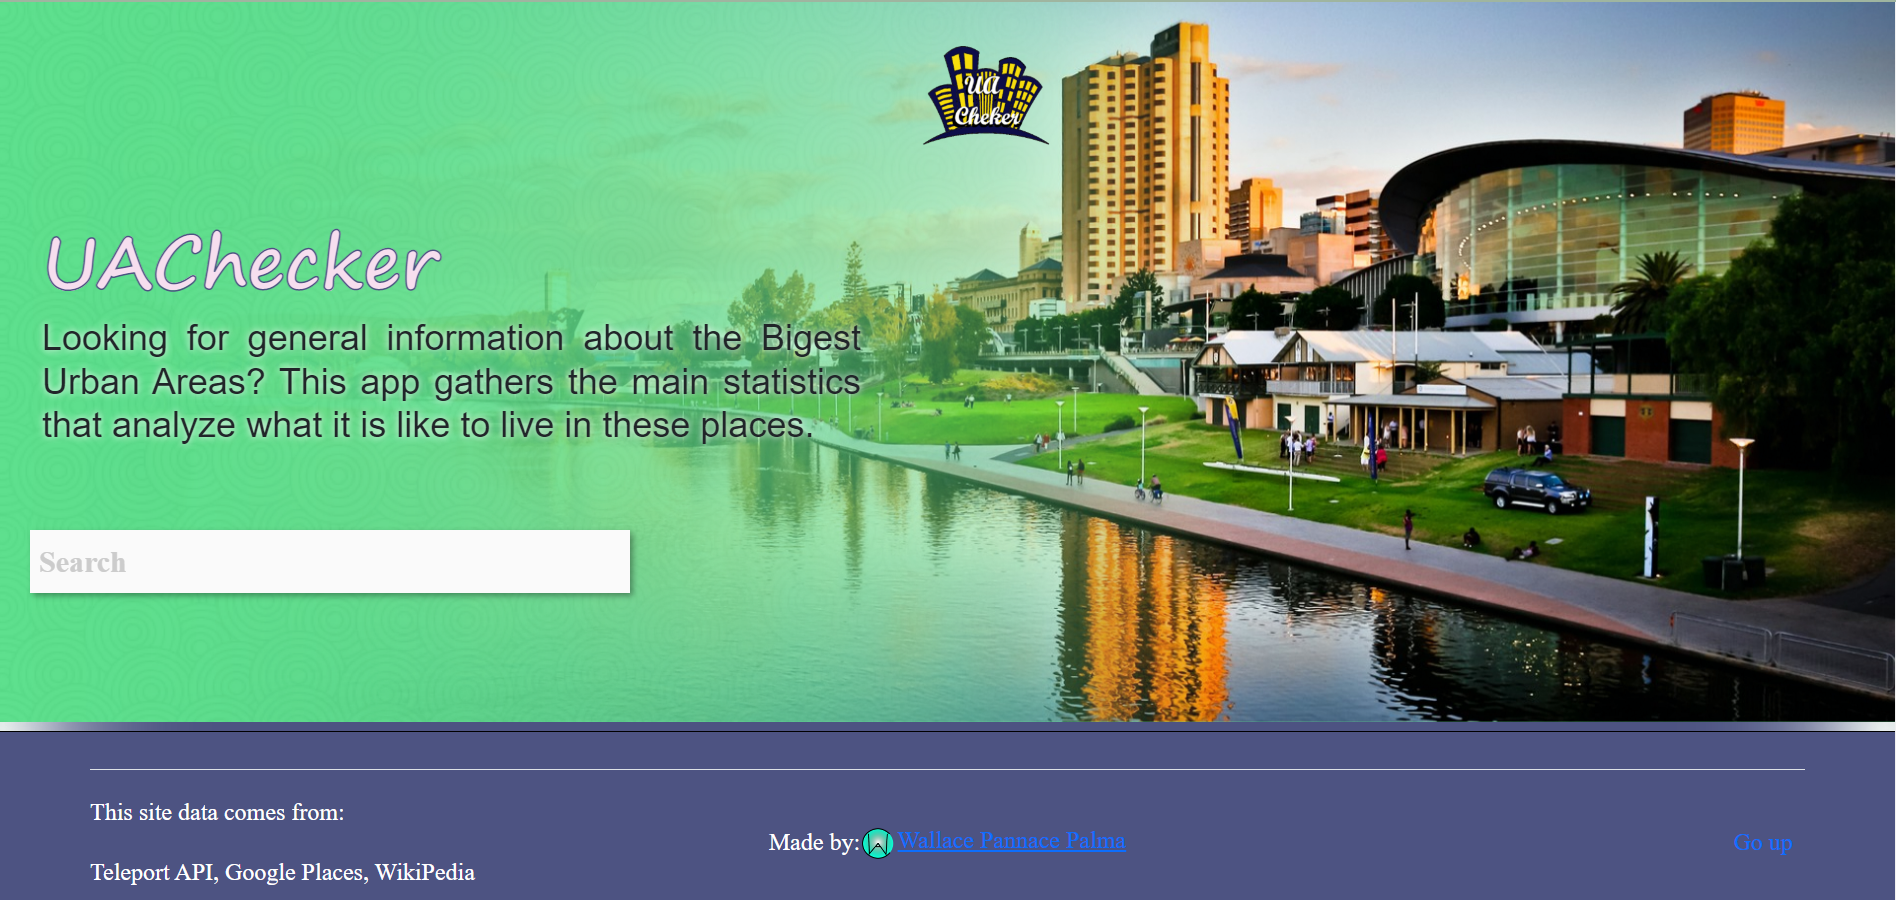 UA
Cheker
UAChecker
Looking for general information about the Bigest
Urban Areas? This app gathers the main statistics
that analyze what it is like to live in these places.
Search
This site data comes from:
Made by: Wallace Pannace Palma
Go up
Teleport API, Google Places, WikiPedia